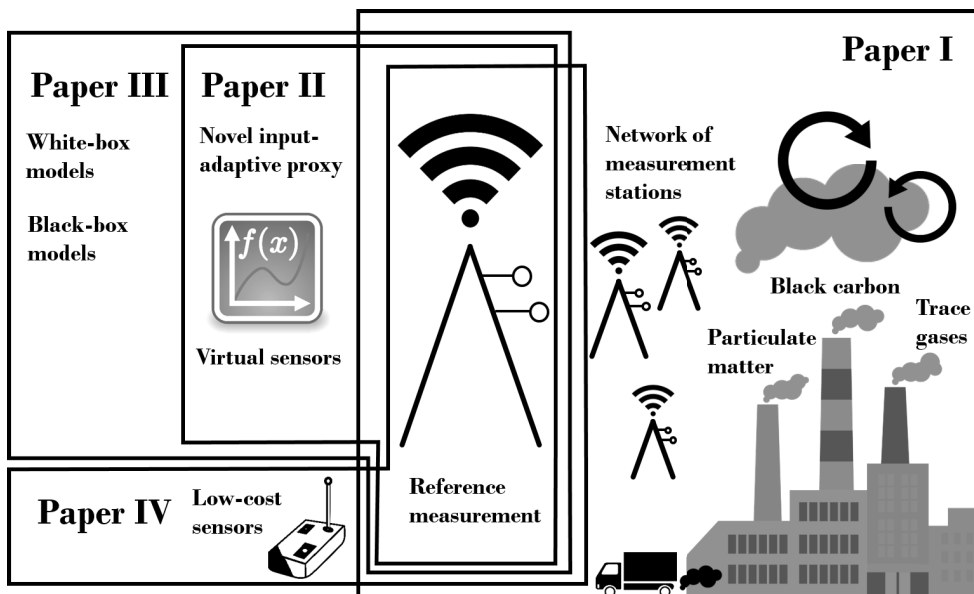 Paper III
White-box
models
Black-box
models
Paper II
Novel input-
adaptive proxy
f(x)
Virtual sensors
Paper IV
Low-cost
sensors
Reference
measurement
Paper I
Network of
measurement
stations
Black carbon
Particulate
matter
Trace
gases